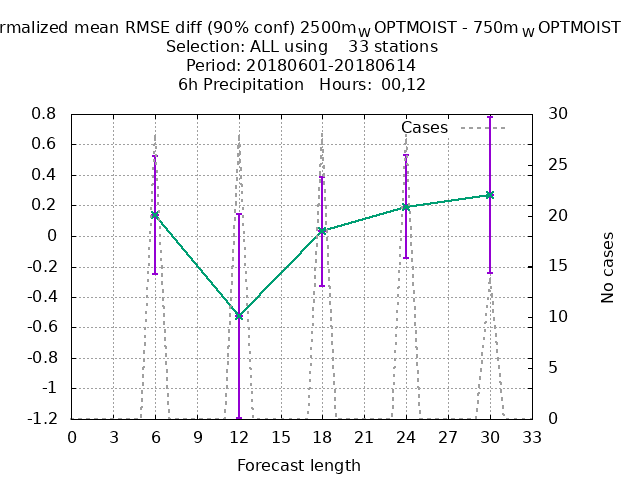 rmalized mean RMSE diff (90% conf) 2500m W OPTMOIST - 750m W OPTMOIST
Selection: ALL using 33 stations
Period: 20180601-20180614
6h Precipitation Hours: 00,12
Cases
0.8
0.6
0.4
0.2
0
-0.2
-0.4
-0.6
-0.8
-1
-1.2
30
25
20
15
10
5
0
No cases
0 3 6 9 12 15 18 21 24 27 30 33
Forecast length